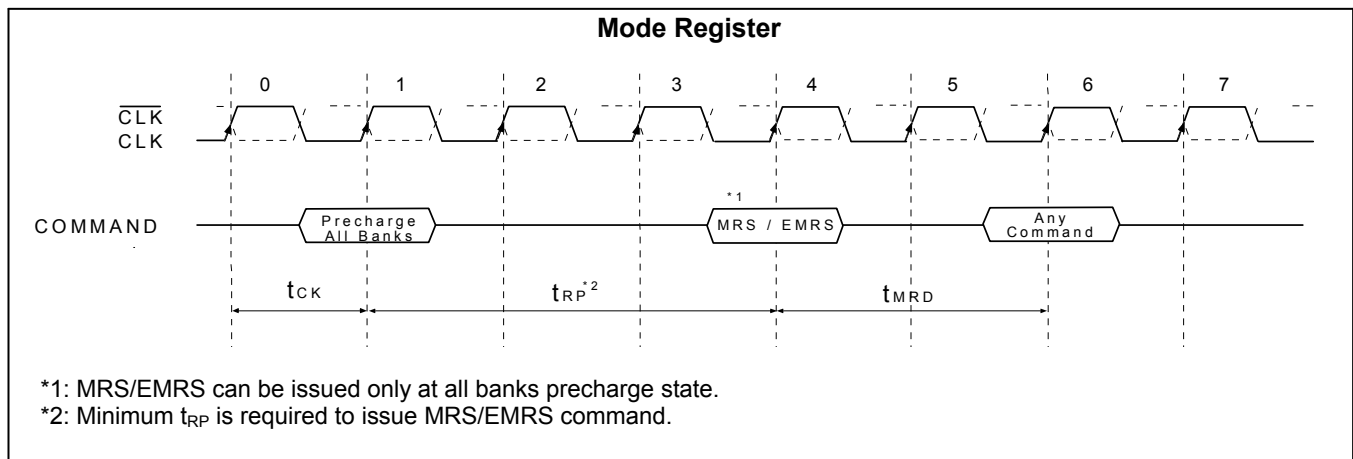 Mode Register
0 1 2 3 4 5 6 7
CLK
CLK
*1
COMMAND
Precharge
All Banks
MRS / EMRS
Any
Command
tCK
tRP*2
tMRD
*1: MRS/EMRS can be issued only at all banks precharge state.
*2: Minimum tRP is required to issue MRS/EMRS command.